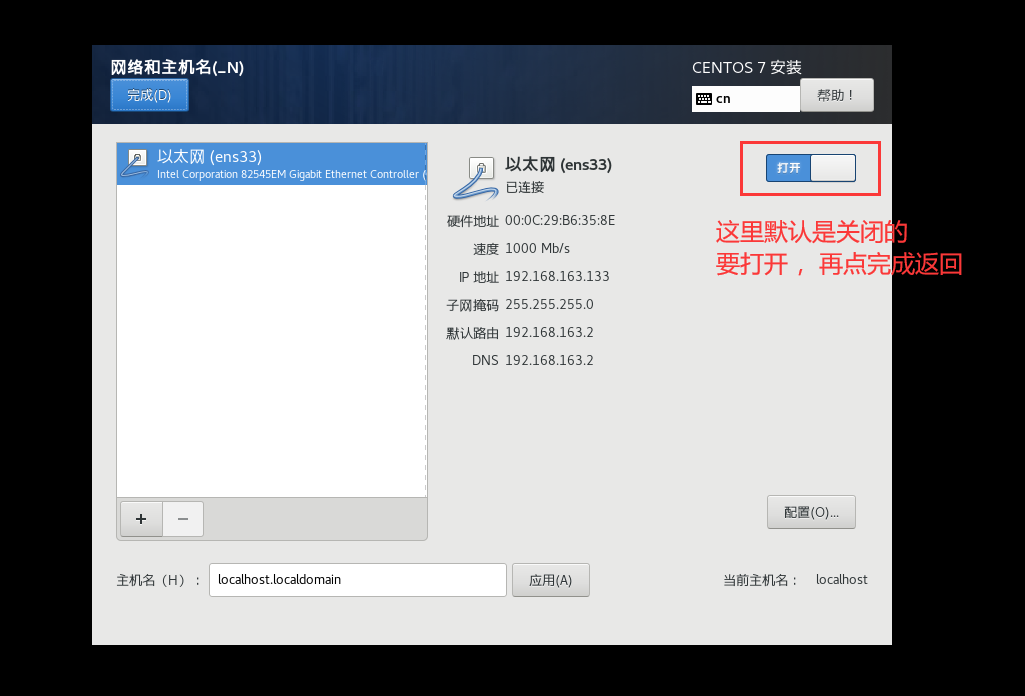 网络和主机名(_N)
CENTOS 7 安装
完成(D)
cn
帮助！
以太网 (ens33)
Intel Corporation 82545EM Gigabit Ethernet Controller (
以太网 (ens33)
已连接
打开
硬件地址 00:0C:29:B6:35:8E
速度 1000 Mb/s
IP 地址 192.168.163.133
子网掩码 255.255.255.0
默认路由 192.168.163.2
DNS 192.168.163.2
这里默认是关闭的
要打开，再点完成返回
+ −
配置(O)...
主机名（H）： localhost.localdomain 应用(A) 当前主机名： localhost